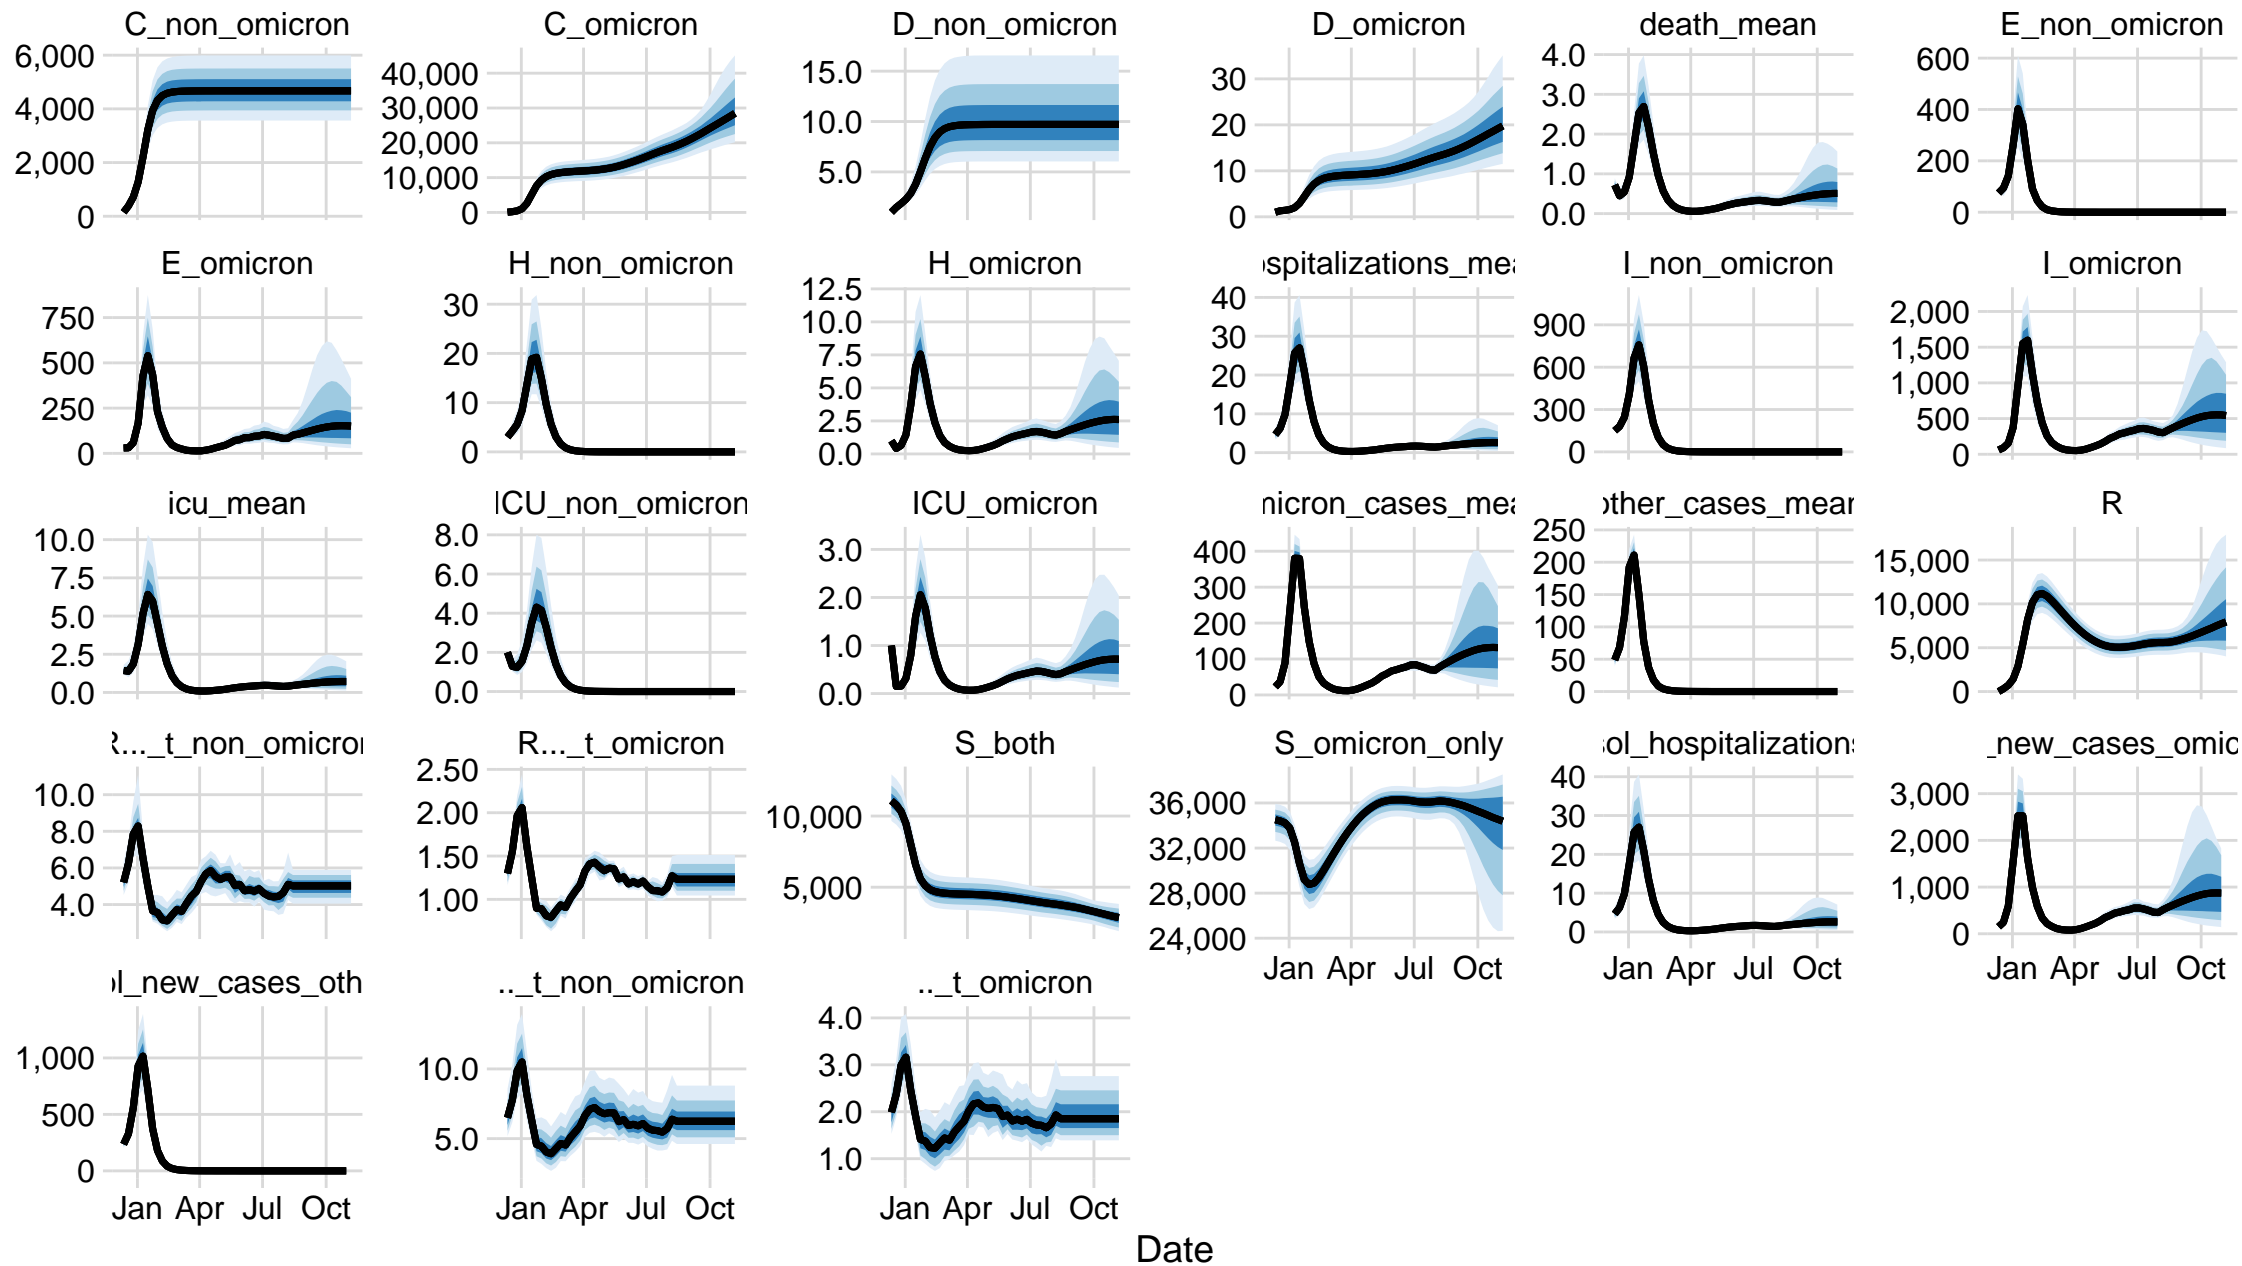 C_non_omicron C_omicron D_non_omicron D_omicron death_mean E_non_omicron
6,000 4,000 2,000 0
40,000 30,000 20,000 10,000 0
15.0 10.0 5.0
30 20 10 0
4.0 3.0 2.0 1.0 0.0
600 400 200 0
E_omicron H_non_omicron H_omicron spitalizations_mea I_non_omicron I_omicron
750 500 250 0
30 20 10 0
12.5 10.0 7.5 5.0 2.5 0.0
40 30 20 10 0
900 600 300 0
2,000 1,500 1,000 500 0
icu_mean ICU_non_omicron ICU_omicron micron_cases_mea other_cases_mear R
10.0 7.5 5.0 2.5 0.0
8.0 6.0 4.0 2.0 0.0
3.0 2.0 1.0 0.0
400 300 200 100 0
250 200 150 100 50 0
15,000 10,000 5,000 0
R..._t_non_omicron R..._t_omicron S_both S_omicron_only sol_hospitalizations _new_cases_omic
10.0 8.0 6.0 4.0
2.50 2.00 1.50 1.00
10,000 5,000
36,000 32,000 28,000 24,000
40 30 20 10 0
3,000 2,000 1,000 0
Jan Apr Jul Oct Jan Apr Jul Oct Jan Apr Jul Oct
ol_new_cases_oth .._t_non_omicron .._t_omicron
1,000 500 0
10.0 5.0
4.0 3.0 2.0 1.0
Jan Apr Jul Oct Jan Apr Jul Oct Jan Apr Jul Oct
Date